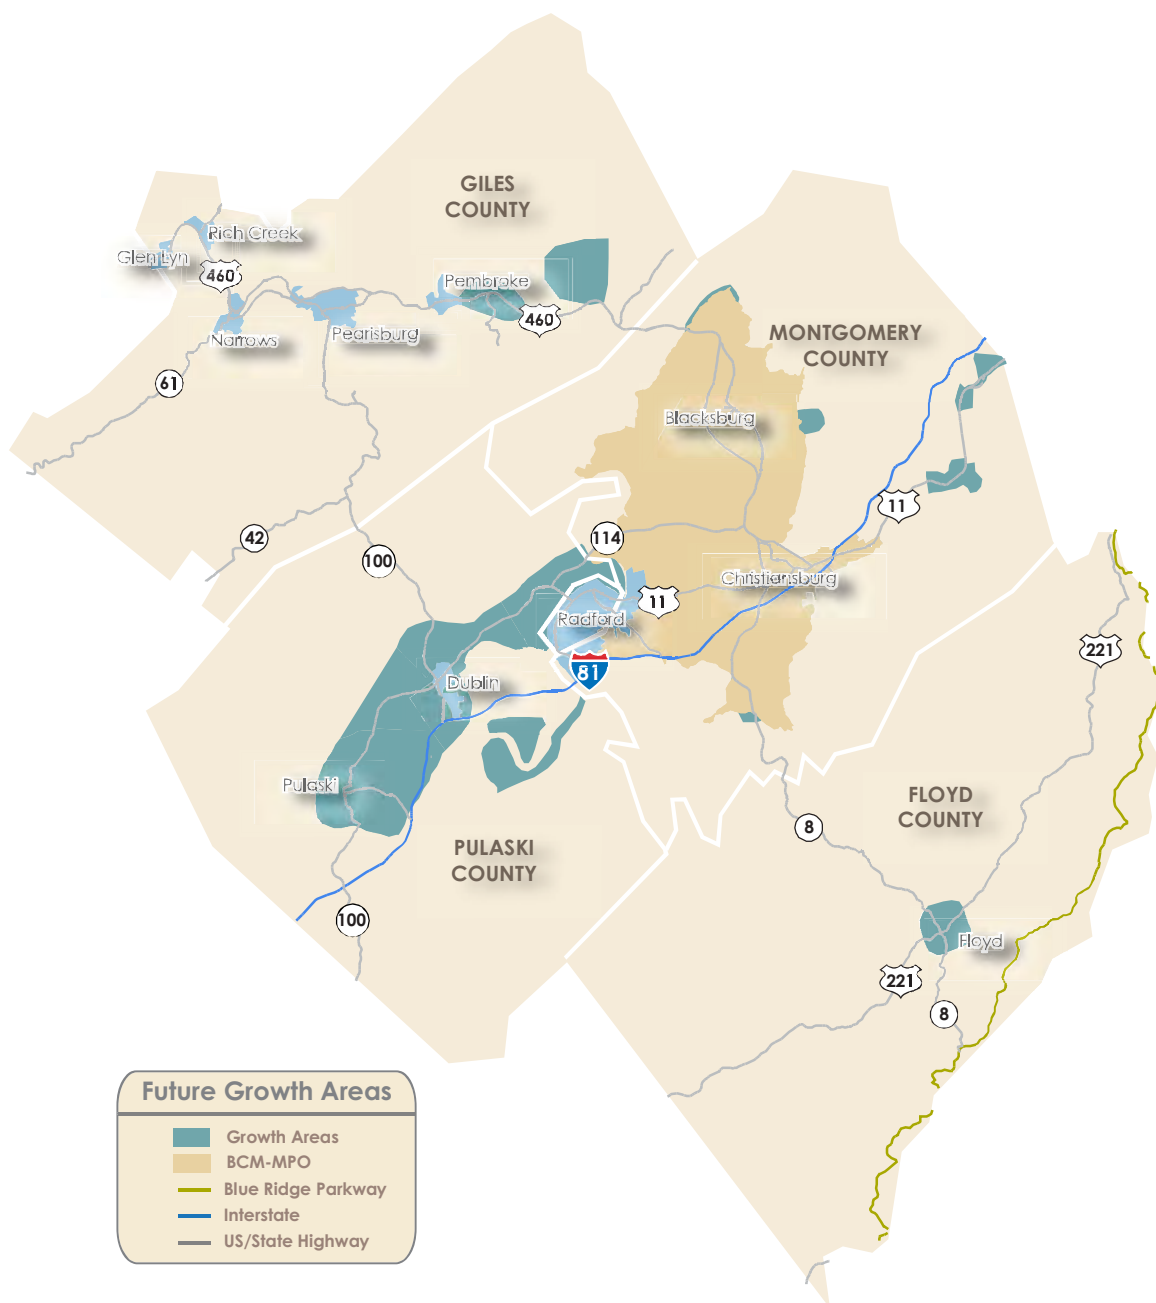 GILES
COUNTY
Rich Creek
Glen Lyn
460
Pembroke
460
Narrows
Pearisburg
MONTGOMERY
COUNTY
61
Blacksburg
11
42
114
100
Christiansburg
11
Radford
221
81
Dublin
Pulaski
FLOYD
COUNTY
8
PULASKI
COUNTY
100
Floyd
221
8
Future Growth Areas
Growth Areas
BCM-MPO
Blue Ridge Parkway
Interstate
US/State Highway